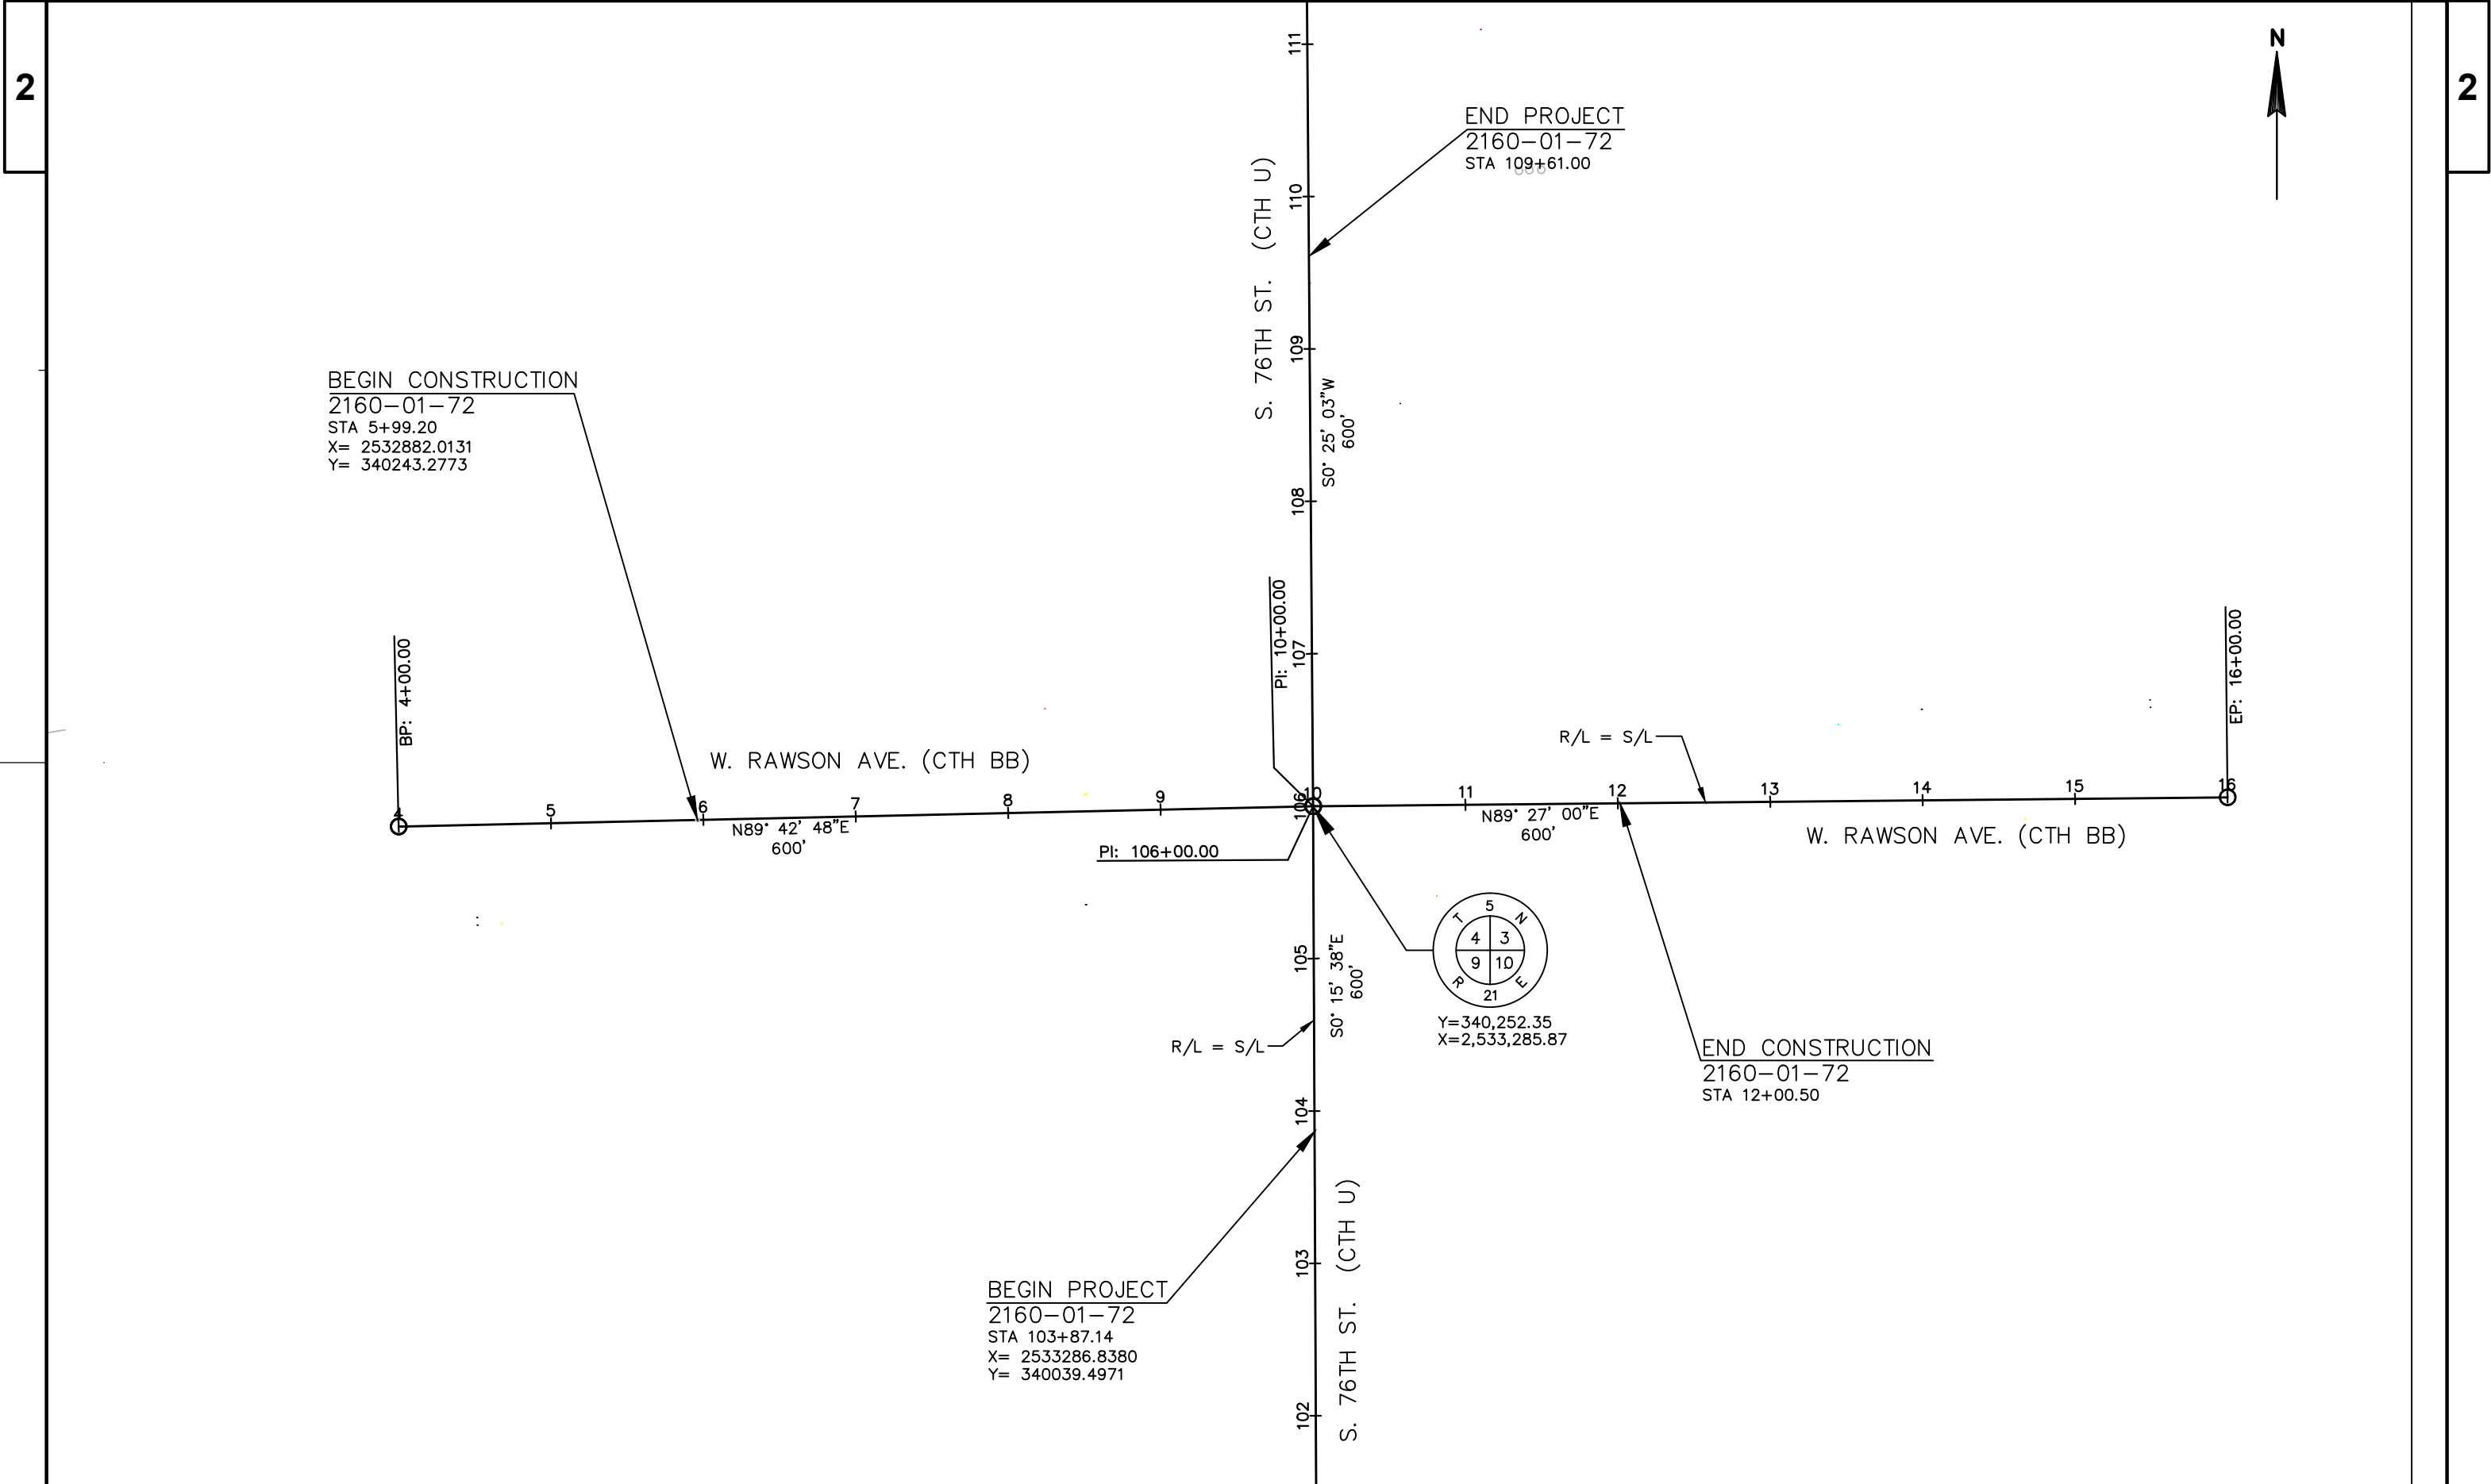 2
2
N
111
END PROJECT
2160-01-72
STA 109+61.00
110
S. 76TH ST. (CTH U)
109
S0° 25' 03"W
600'
BEGIN CONSTRUCTION
2160-01-72
STA 5+99.20
X= 2532882.0131
Y= 340243.2773
108
107
PI: 10+00.00
BP: 4+00.00
EP: 16+00.00
R/L = S/L
W. RAWSON AVE. (CTH BB)
4
5
6
7
8
9
10
11
12
13
14
15
16
106
N89° 42' 48"E
600'
N89° 27' 00"E
600'
W. RAWSON AVE. (CTH BB)
PI: 106+00.00
5
T N
4 3
9 10
R E
21
Y=340,252.35
X=2,533,285.87
105
S0° 15' 38"E
600'
R/L = S/L
END CONSTRUCTION
2160-01-72
STA 12+00.50
104
103
S. 76TH ST. (CTH U)
BEGIN PROJECT
2160-01-72
STA 103+87.14
X= 2533286.8380
Y= 340039.4971
102